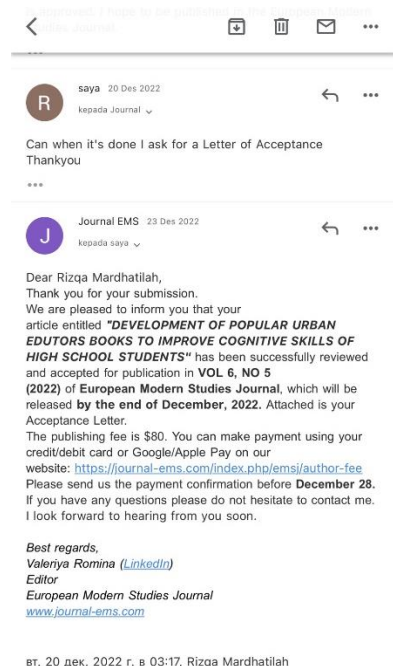 saya 20 Des 2022
R
kepada Journal
Can when it's done I ask for a Letter of Acceptance
Thankyou
Journal EMS 23 Des 2022
J
kepada saya
Dear Rizqa Mardhatilah,
Thank you for your submission.
We are pleased to inform you that your
article entitled "DEVELOPMENT OF POPULAR URBAN
EDUTORS BOOKS TO IMPROVE COGNITIVE SKILLS OF
HIGH SCHOOL STUDENTS" has been successfully reviewed
and accepted for publication in VOL 6, NO 5
(2022) of European Modern Studies Journal, which will be
released by the end of December, 2022. Attached is your
Acceptance Letter.
The publishing fee is $80. You can make payment using your
credit/debit card or Google/Apple Pay on our
website: https://journal-ems.com/index.php/emsj/author-fee
Please send us the payment confirmation before December 28.
If you have any questions please do not hesitate to contact me.
I look forward to hearing from you soon.
Best regards,
Valeriya Romina (LinkedIn)
Editor
European Modern Studies Journal
www.journal-ems.com
вт, 20 дек. 2022 г. в 03:17, Rizqa Mardhatilah